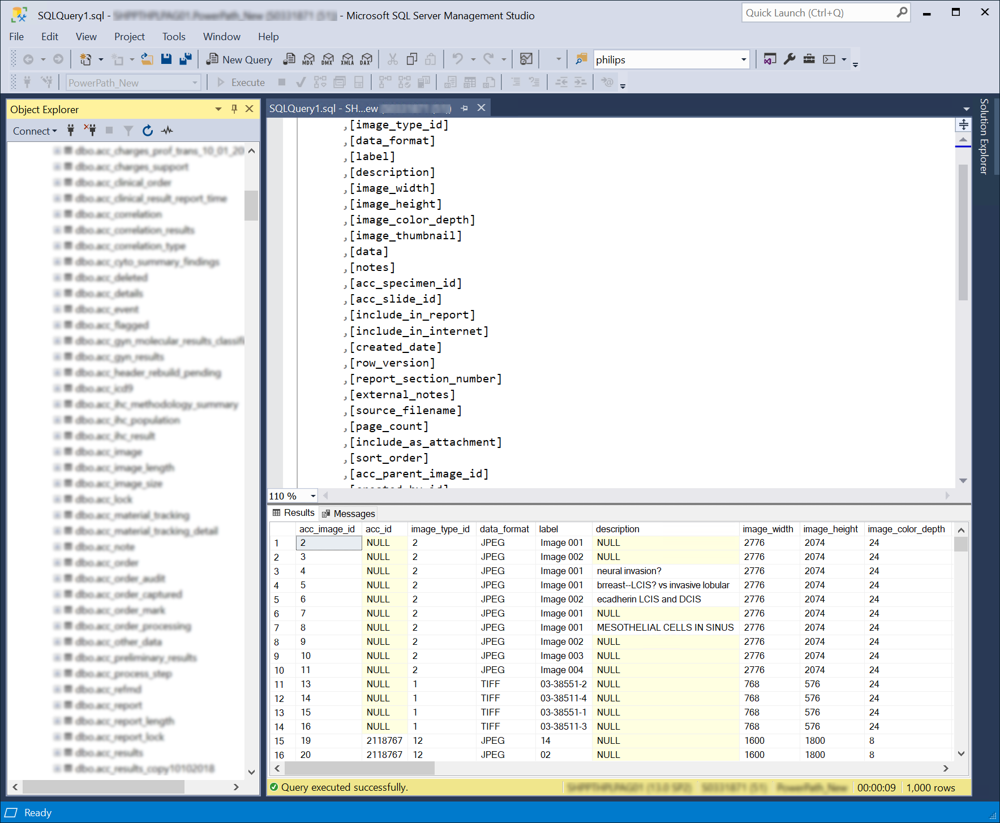 SQLQuery1.sql - - Microsoft SQL Server Management Studio
Quick Launch (Ctrl+Q)
File Edit View Project Tools Window Help
New Query MDX DMX XMLA DAX philips
PowerPath_New Execute
Object Explorer
Connect
dbo.acc_charges_support
dbo.acc_clinical_order
dbo.acc_clinical_result_report_time
dbo.acc_correlation
dbo.acc_correlation_results
dbo.acc_correlation_type
dbo.acc_cyto_summary_findings
dbo.acc_deleted
dbo.acc_details
dbo.acc_event
dbo.acc_flagged
dbo.acc_gyn_results
dbo.acc_header_rebuild_pending
dbo.acc_icd9
dbo.acc_ihc_methodology_summary
dbo.acc_ihc_population
dbo.acc_ihc_result
dbo.acc_image
dbo.acc_image_length
dbo.acc_image_size
dbo.acc_lock
dbo.acc_material_tracking
dbo.acc_material_tracking_detail
dbo.acc_note
dbo.acc_order
dbo.acc_order_audit
dbo.acc_order_captured
dbo.acc_order_mark
dbo.acc_order_processing
dbo.acc_other_data
dbo.acc_preliminary_results
dbo.acc_process_step
dbo.acc_refmd
dbo.acc_report
dbo.acc_report_length
dbo.acc_report_lock
dbo.acc_results
dbo.acc_results_copy10102018
SQLQuery1.sql - SH...ew
,[image_type_id]
,[data_format]
,[label]
,[description]
,[image_width]
,[image_height]
,[image_color_depth]
,[image_thumbnail]
,[data]
,[notes]
,[acc_specimen_id]
,[acc_slide_id]
,[include_in_report]
,[include_in_internet]
,[created_date]
,[row_version]
,[report_section_number]
,[external_notes]
,[source_filename]
,[page_count]
,[include_as_attachment]
,[sort_order]
,[acc_parent_image_id]
Solution Explorer
110 %
Results Messages
acc_image_id acc_id image_type_id data_format label description image_width image_height image_color_depth
1 2 NULL 2 JPEG Image 001 NULL 2776 2074 24
2 3 NULL 2 JPEG Image 002 NULL 2776 2074 24
3 4 NULL 2 JPEG Image 001 neural invasion? 2776 2074 24
4 5 NULL 2 JPEG Image 001 brreast--LCIS? vs invasive lobular 2776 2074 24
5 6 NULL 2 JPEG Image 002 ecadherin LCIS and DCIS 2776 2074 24
6 7 NULL 2 JPEG Image 001 NULL 2776 2074 24
7 8 NULL 2 JPEG Image 001 MESOTHELIAL CELLS IN SINUS 2776 2074 24
8 9 NULL 2 JPEG Image 002 NULL 2776 2074 24
9 10 NULL 2 JPEG Image 003 NULL 2776 2074 24
10 11 NULL 2 JPEG Image 004 NULL 2776 2074 24
11 13 NULL 1 TIFF 03-38551-2 NULL 768 576 24
12 14 NULL 1 TIFF 03-38511-4 NULL 768 576 24
13 15 NULL 1 TIFF 03-38551-1 NULL 768 576 24
14 16 NULL 1 TIFF 03-38511-3 NULL 768 576 24
15 19 2118767 12 JPEG 14 NULL 1600 1800 8
16 20 2118767 12 JPEG 02 NULL 1600 1800 8
Query executed successfully. 00:00:09 1,000 rows
Ready